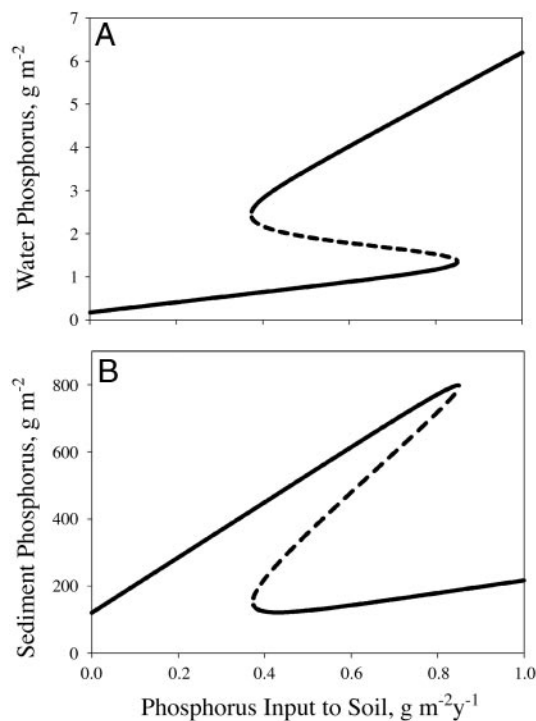 A
7
6
5
4
3
2
1
0
Water Phosphorus, g m-2
B
800
600
400
200
0
Sediment Phosphorus, g m-2
0.0 0.2 0.4 0.6 0.8 1.0
Phosphorus Input to Soil, g m-2y-1